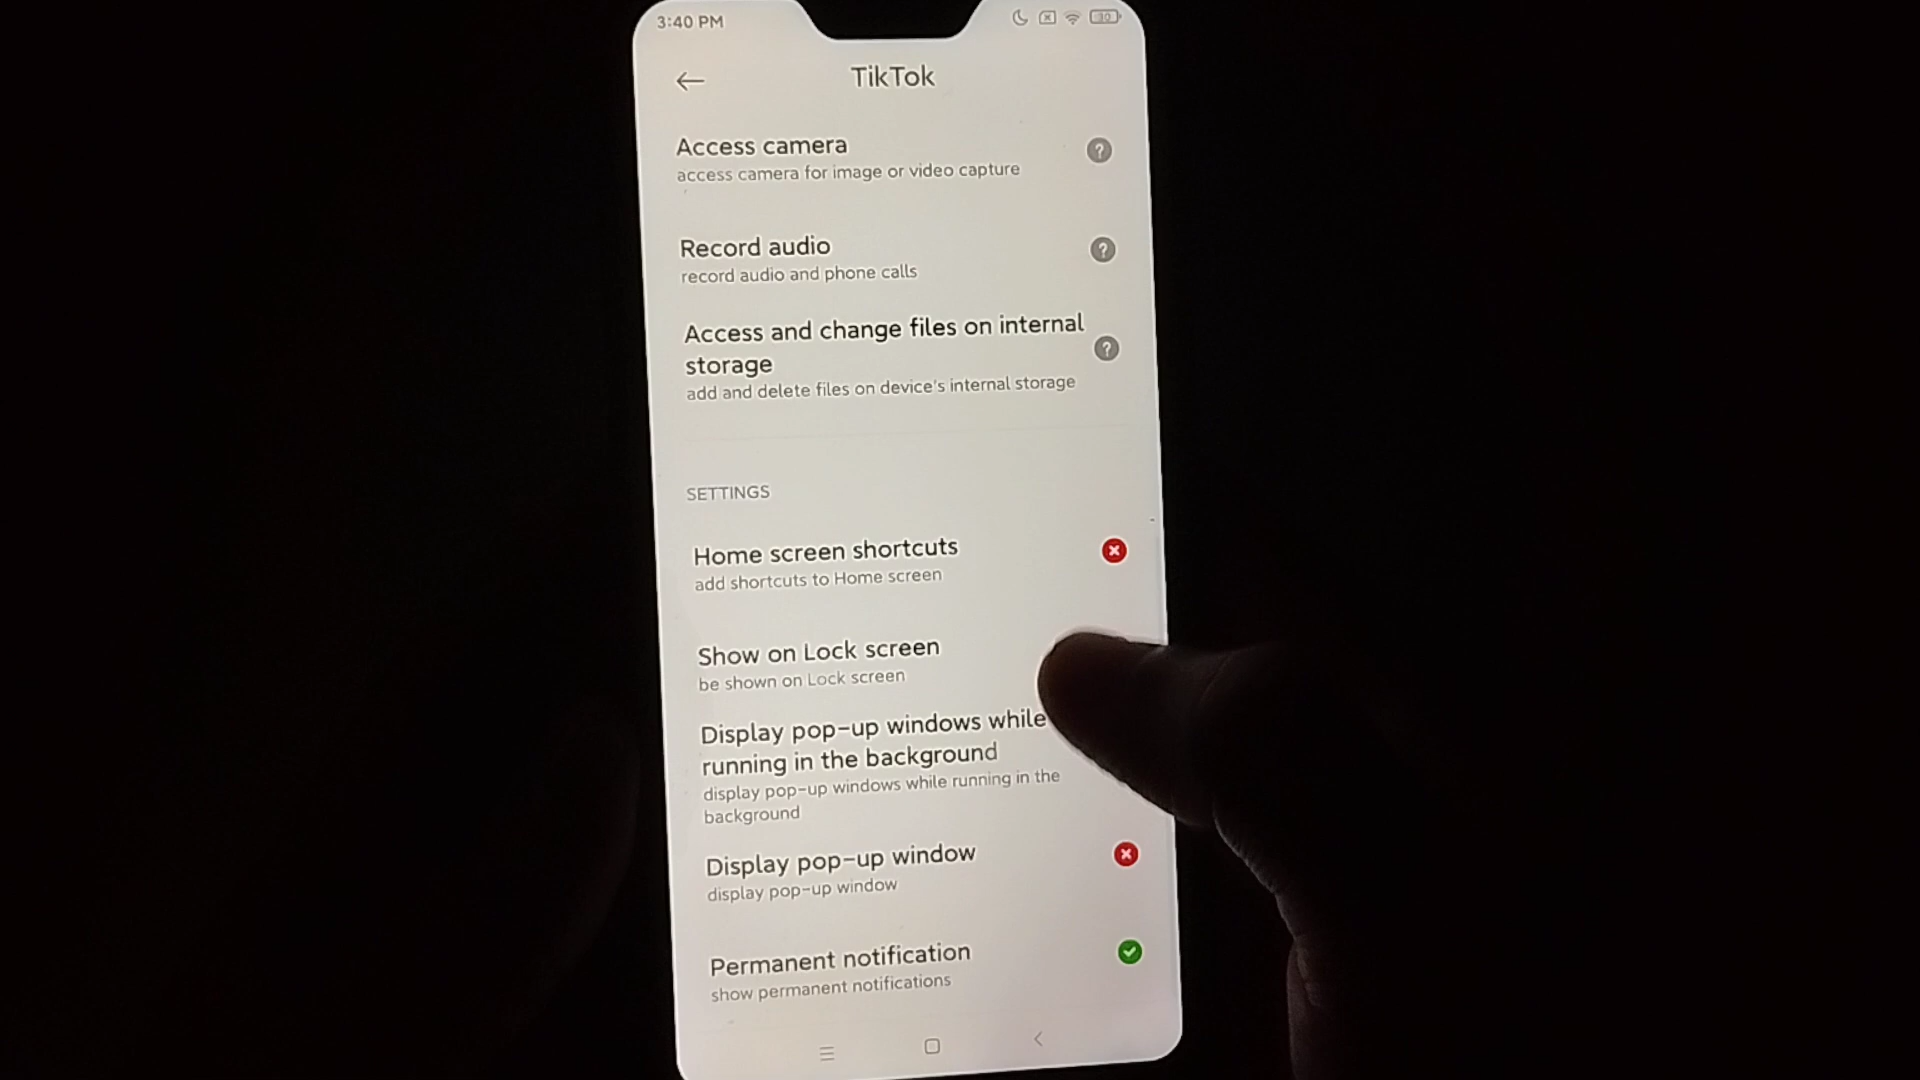 3:40 PM
30
TikTok
Access camera
access camera for image or video capture
Record audio
record audio and phone calls
Access and change files on internal
storage
add and delete files on device's internal storage
SETTINGS
Home screen shortcuts
add shortcuts to Home screen
Show on Lock screen
be shown on Lock screen
Display pop-up windows while
running in the background
display pop-up windows while running in the
background
Display pop-up window
display pop-up window
Permanent notification
show permanent notifications